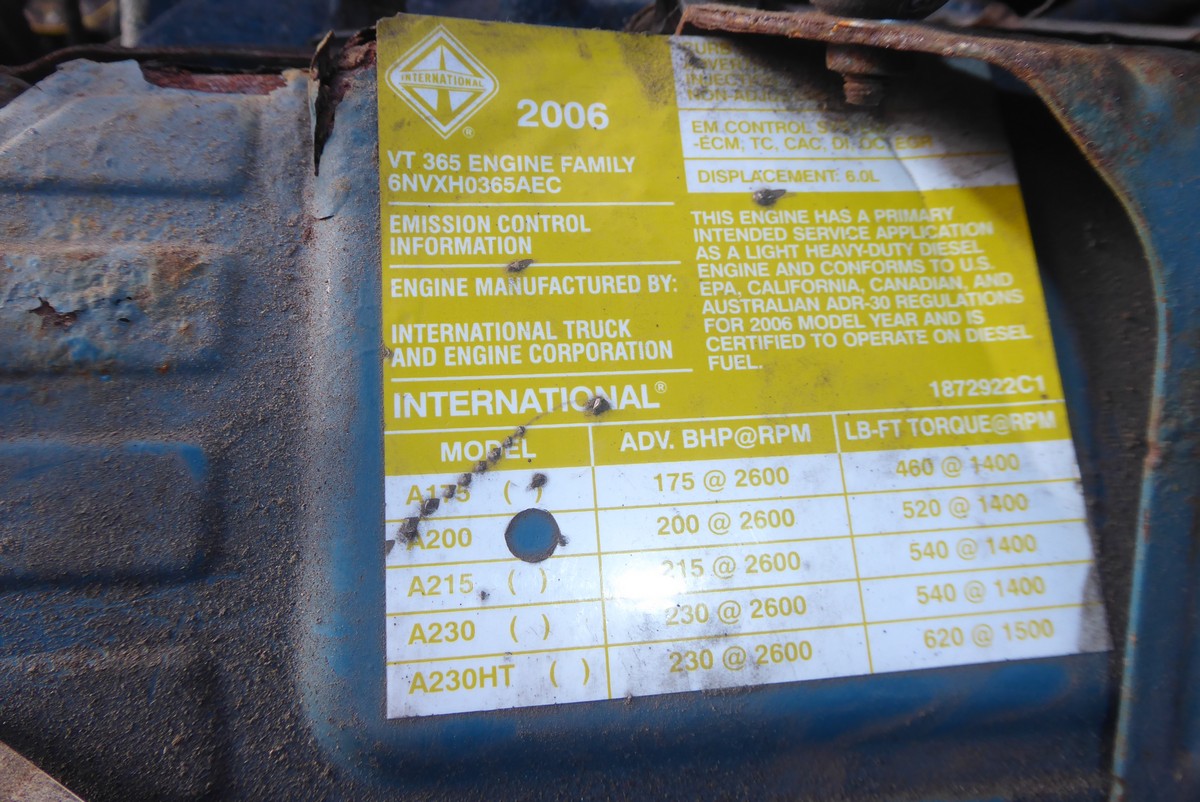 INTERNATIONAL
®
2006
VT 365 ENGINE FAMILY
6NVXH0365AEC
EMISSION CONTROL
INFORMATION
ENGINE MANUFACTURED BY:
INTERNATIONAL TRUCK
AND ENGINE CORPORATION
INTERNATIONAL®
INJECTI
NON-ADJU
EM CONTROL S
-ECM, TC, CAC, DI, OC, EGR
DISPLACEMENT: 6.0L
THIS ENGINE HAS A PRIMARY
INTENDED SERVICE APPLICATION
AS A LIGHT HEAVY-DUTY DIESEL
ENGINE AND CONFORMS TO U.S.
EPA, CALIFORNIA, CANADIAN, AND
AUSTRALIAN ADR-30 REGULATIONS
FOR 2006 MODEL YEAR AND IS
CERTIFIED TO OPERATE ON DIESEL
FUEL.
1872922C1
MODEL ADV. BHP@RPM LB-FT TORQUE@RPM
A175 ( ) 175 @ 2600 460 @ 1400
A200 200 @ 2600 520 @ 1400
A215 ( ) 215 @ 2600 540 @ 1400
A230 ( ) 230 @ 2600 540 @ 1400
A230HT ( ) 230 @ 2600 620 @ 1500